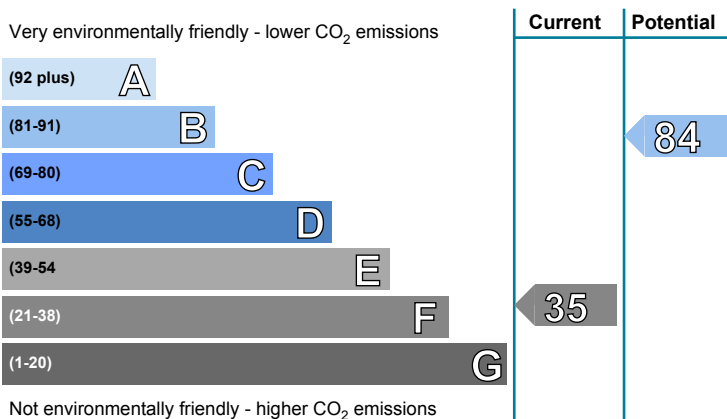 Current Potential
Very environmentally friendly - lower CO₂ emissions
(92 plus) A
(81-91) B
84
(69-80) C
(55-68) D
(39-54 E
(21-38) F
35
(1-20) G
Not environmentally friendly - higher CO₂ emissions